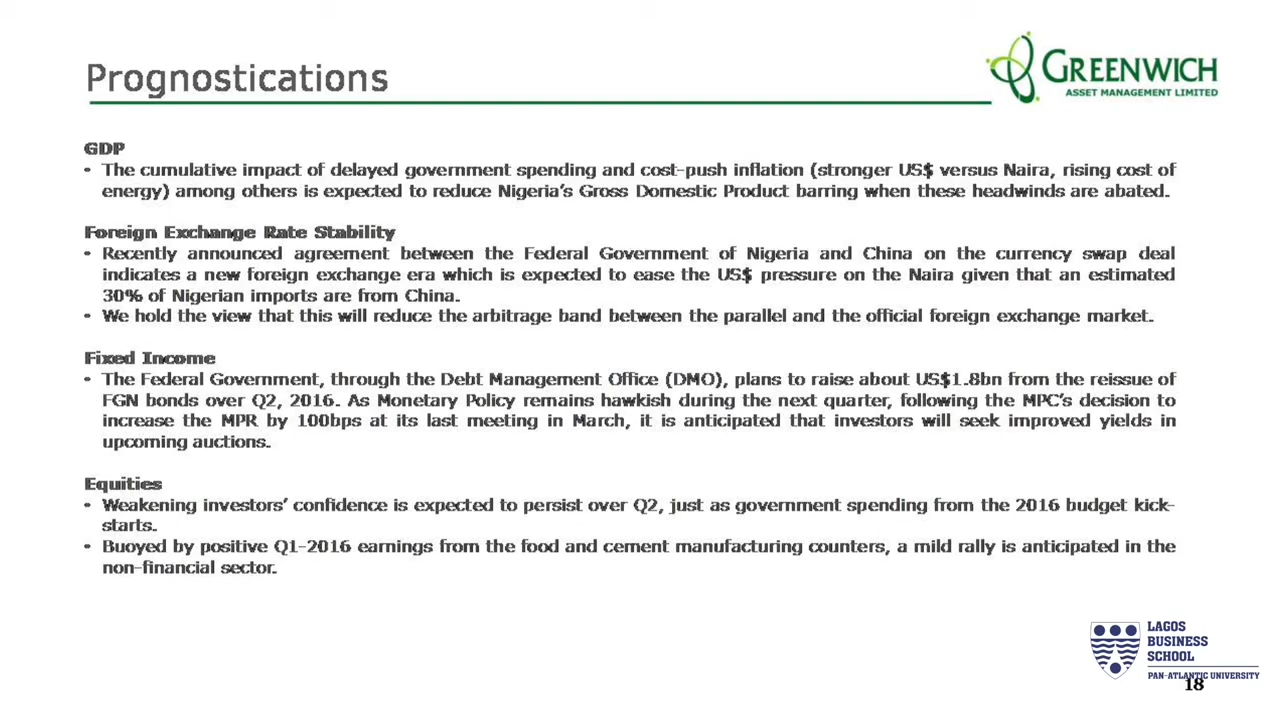 Prognostications
GREENWICH
ASSET MANAGEMENT LIMITED
GDP
• The cumulative impact of delayed government spending and cost-push inflation (stronger US$ versus Naira, rising cost of
energy) among others is expected to reduce Nigeria's Gross Domestic Product barring when these headwinds are abated.
Foreign Exchange Rate Stability
• Recently announced agreement between the Federal Government of Nigeria and China on the currency swap deal
indicates a new foreign exchange era which is expected to ease the US$ pressure on the Naira given that an estimated
30% of Nigerian imports are from China.
• We hold the view that this will reduce the arbitrage band between the parallel and the official foreign exchange market.
Fixed Income
• The Federal Government, through the Debt Management Office (DMO), plans to raise about US$1.8bn from the reissue of
FGN bonds over Q2, 2016. As Monetary Policy remains hawkish during the next quarter, following the MPC's decision to
increase the MPR by 100bps at its last meeting in March, it is anticipated that investors will seek improved yields in
upcoming auctions.
Equities
• Weakening investors' confidence is expected to persist over Q2, just as government spending from the 2016 budget kick-
starts.
• Buoyed by positive Q1-2016 earnings from the food and cement manufacturing counters, a mild rally is anticipated in the
non-financial sector.
LAGOS
BUSINESS
SCHOOL
PAN-ATLANTIC UNIVERSITY
18